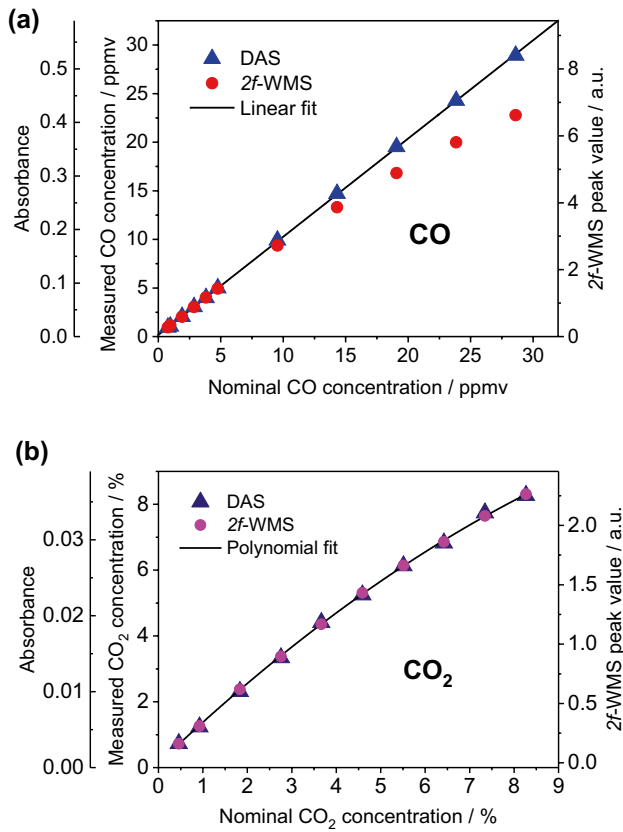 (a)
DAS
2f-WMS
Linear fit
CO
Absorbance
0.5
0.4
0.3
0.2
0.1
0.0
Measured CO concentration / ppmv
30
25
20
15
10
5
0
2f-WMS peak value / a.u.
8
6
4
2
0
0 5 10 15 20 25 30
Nominal CO concentration / ppmv
(b)
DAS
2f-WMS
Polynomial fit
CO₂
Absorbance
0.03
0.02
0.01
0.00
Measured CO₂ concentration / %
8
6
4
2
0
2f-WMS peak value / a.u.
2.0
1.5
1.0
0.5
0.0
0 1 2 3 4 5 6 7 8 9
Nominal CO₂ concentration / %